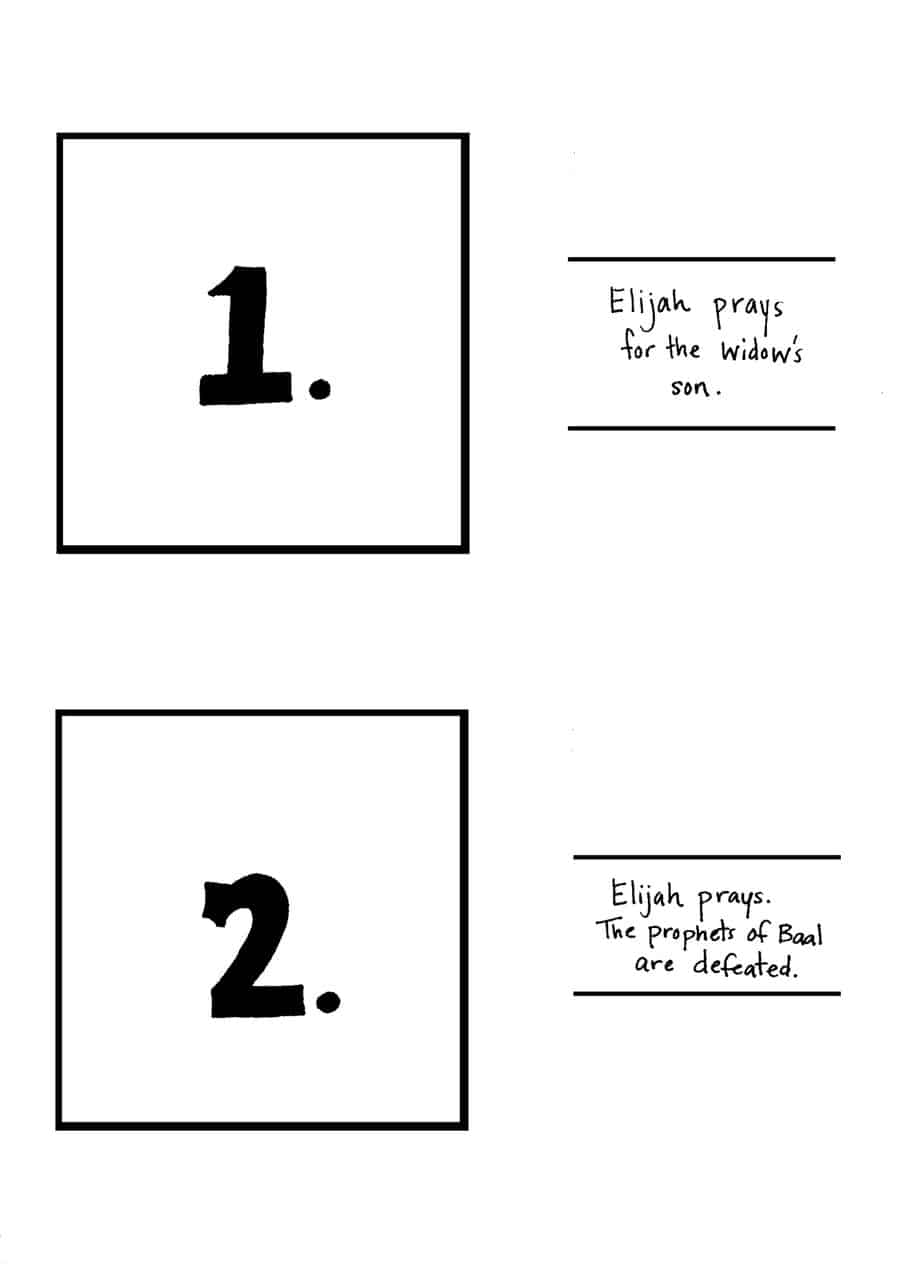 1.
Elijah prays
for the widow's
son.
2.
Elijah prays.
The prophets of Baal
are defeated.